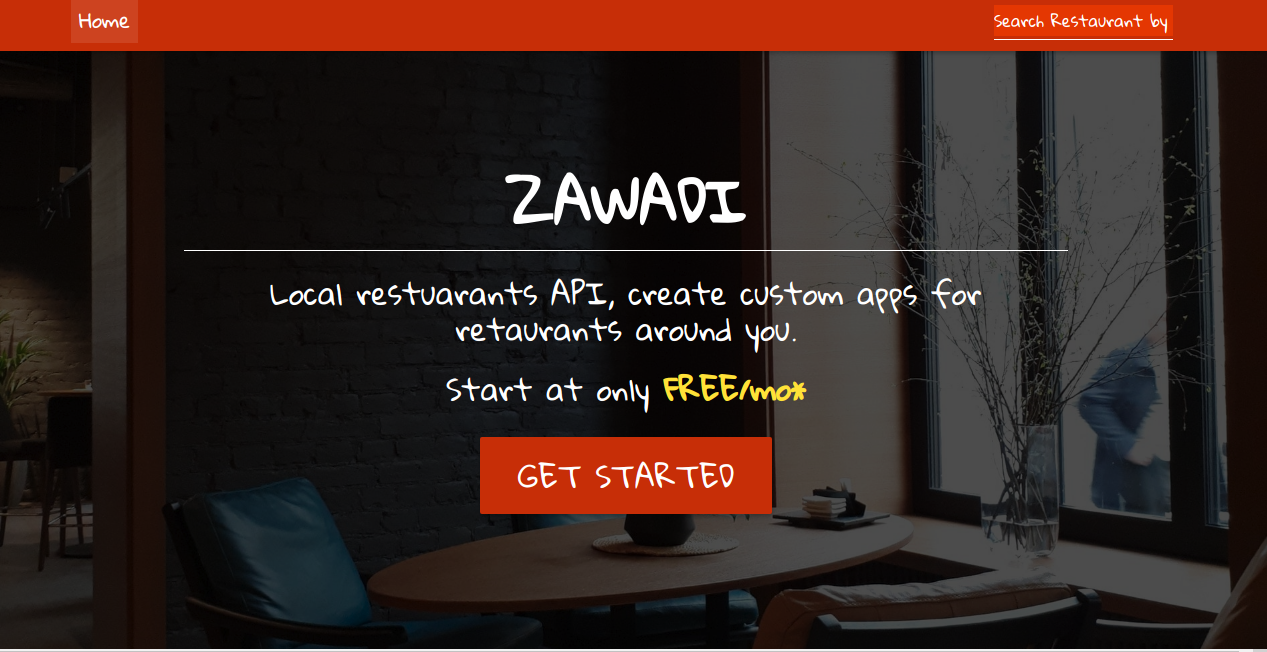 Home
Search Restaurant by
ZAWADI
Local restuarants API, create custom apps for
retaurants around you.
Start at only FREE/mo*
GET STARTED